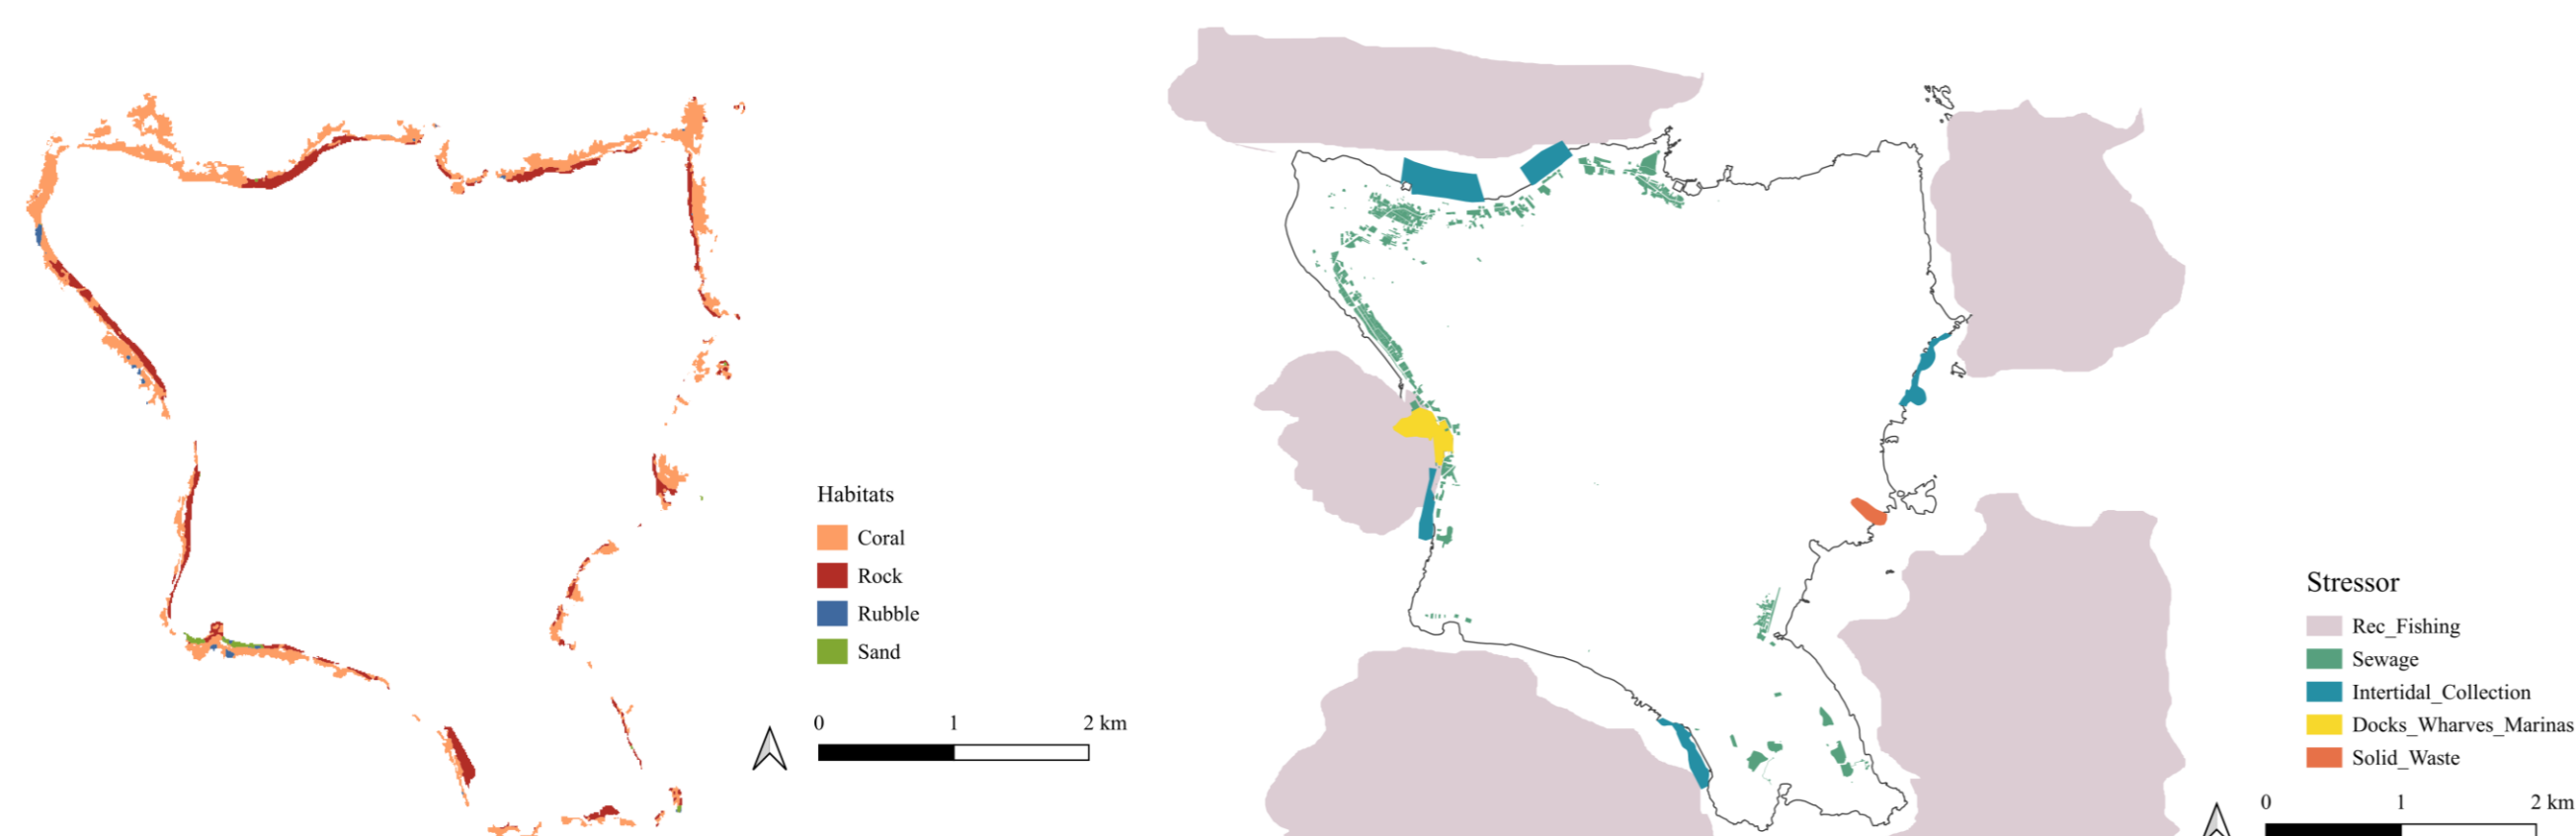 Habitats
Coral
Rock
Rubble
Sand
0 1 2 km
Stressor
Rec_Fishing
Sewage
Intertidal_Collection
Docks_Wharves_Marinas
Solid_Waste
0 1 2 km